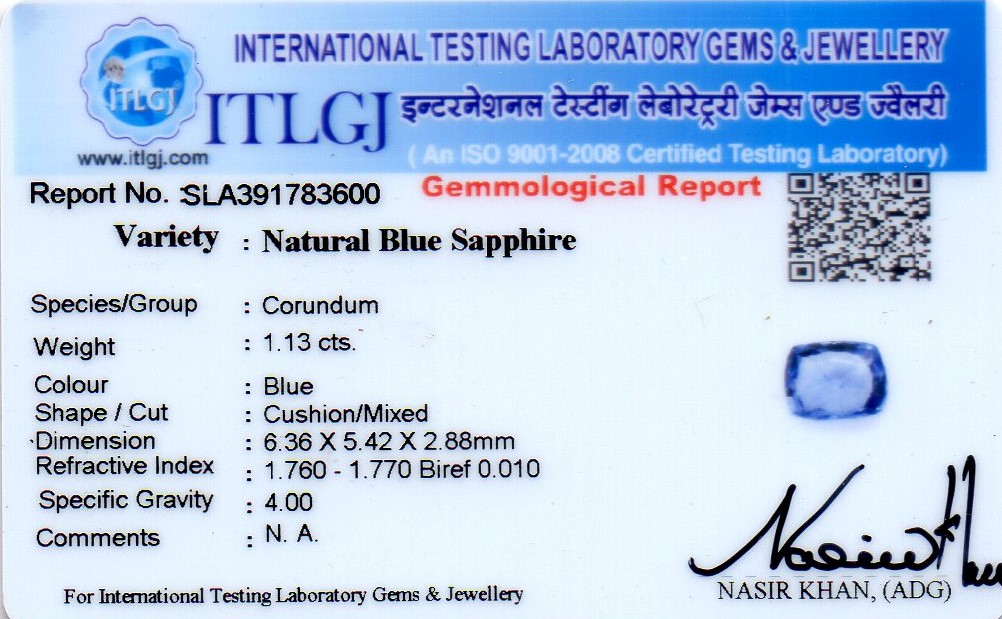 INTERNATIONAL TESTING LABORATORY GEMS & JEWELLERY
ITLGJ
ITLGJ इन्टरनेशनल टेस्टींग लेबोरेट्री जेम्स एण्ड ज्वैलरी
www.itlgj.com
( An ISO 9001-2008 Certified Testing Laboratory)
Report No. SLA391783600
Gemmological Report
Variety : Natural Blue Sapphire
Species/Group : Corundum
Weight : 1.13 cts.
Colour : Blue
Shape / Cut : Cushion/Mixed
Dimension : 6.36 X 5.42 X 2.88mm
Refractive Index : 1.760 - 1.770 Biref 0.010
Specific Gravity : 4.00
Comments : N. A.
NASIR KHAN, (ADG)
For International Testing Laboratory Gems & Jewellery